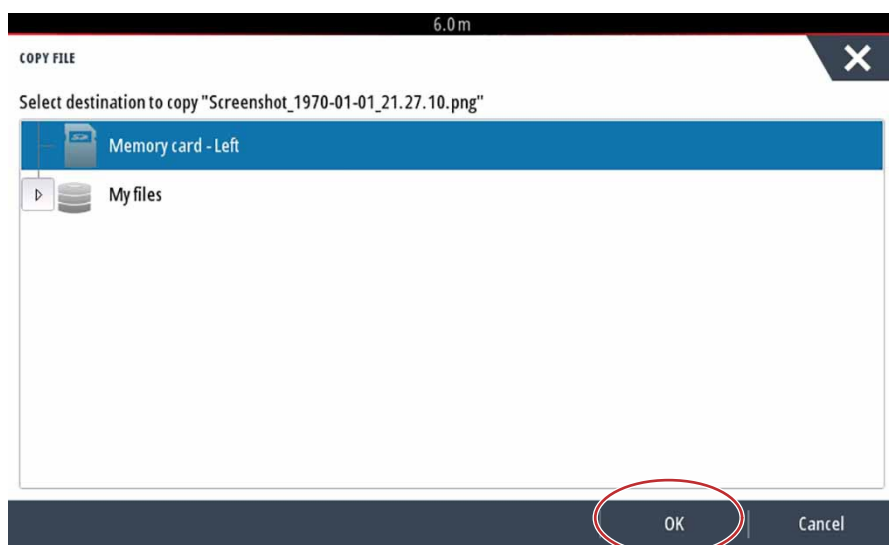 6.0 m
COPY FILE
Select destination to copy "Screenshot_1970-01-01_21.27.10.png"
Memory card - Left
My files
OK Cancel